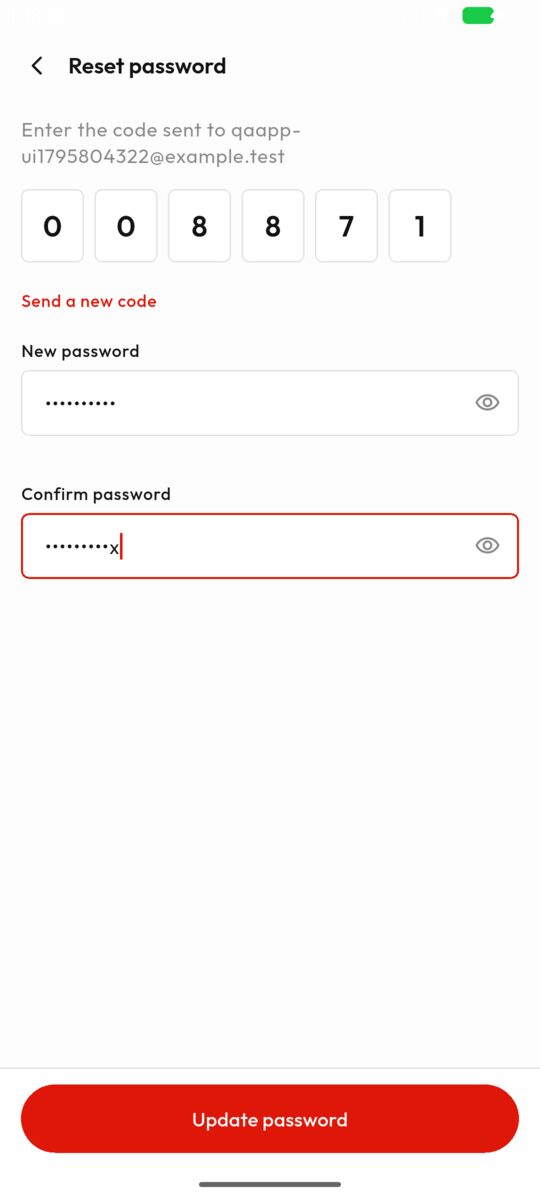 Reset password
Enter the code sent to qaapp-
ui1795804322@example.test
0 0 8 8 7 1
Send a new code
New password
••••••••••
Confirm password
•••••••••x
Update password